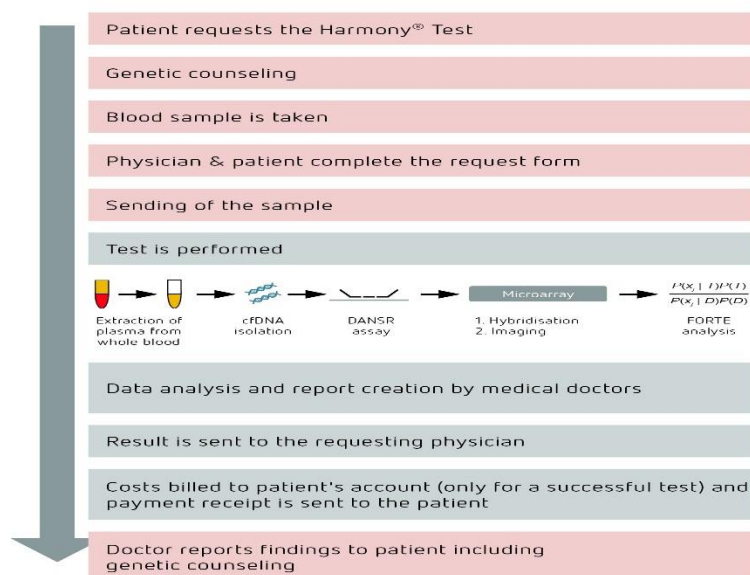 Patient requests the Harmony® Test
Genetic counseling
Blood sample is taken
Physician & patient complete the request form
Sending of the sample
Test is performed
Microarray
P(xⱼ | T)P(T)
P(xⱼ | D)P(D)
Extraction of
plasma from
whole blood
cfDNA
isolation
DANSR
assay
1. Hybridisation
2. Imaging
FORTE
analysis
Data analysis and report creation by medical doctors
Result is sent to the requesting physician
Costs billed to patient's account (only for a successful test) and
payment receipt is sent to the patient
Doctor reports findings to patient including
genetic counseling